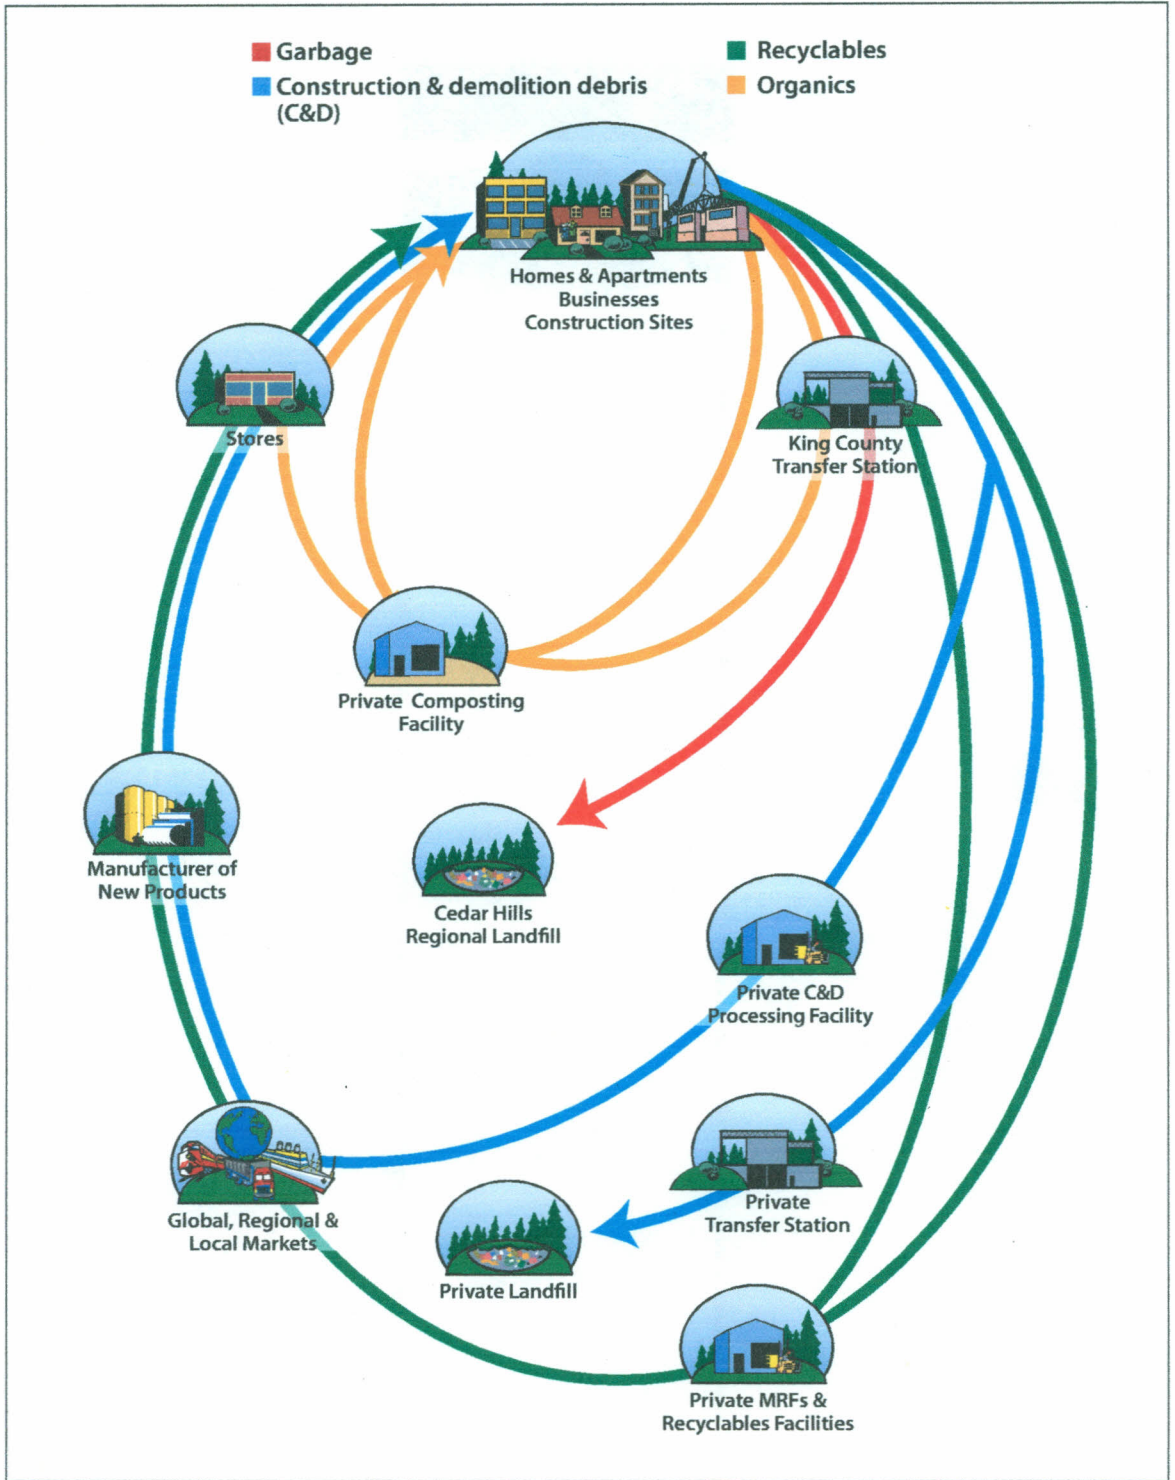 Garbage
Construction & demolition debris
(C&D)
Recyclables
Organics
Homes & Apartments
Businesses
Construction Sites
Stores
King County
Transfer Station
Private Composting
Facility
Manufacturer of
New Products
Cedar Hills
Regional Landfill
Private C&D
Processing Facility
Global, Regional &
Local Markets
Private
Transfer Station
Private Landfill
Private MRFs &
Recyclables Facilities